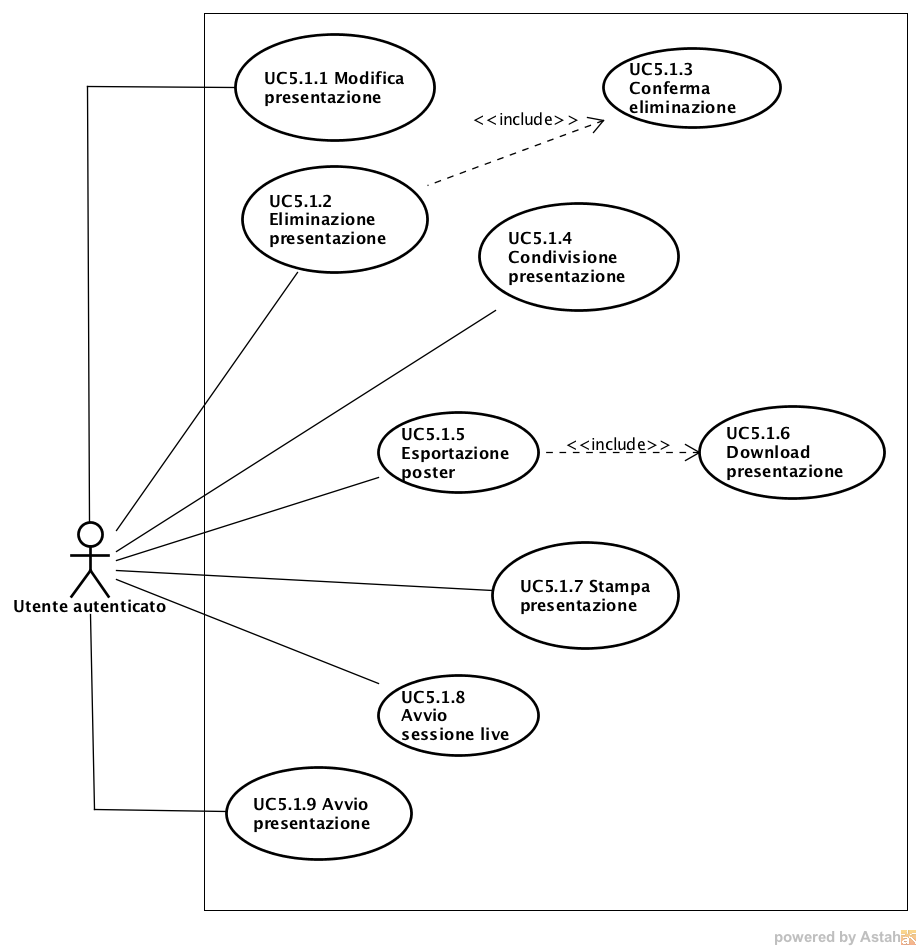 UC5.1.1 Modifica
presentazione
UC5.1.3
Conferma
eliminazione
<<include>>
UC5.1.2
Eliminazione
presentazione
UC5.1.4
Condivisione
presentazione
UC5.1.5
Esportazione
poster
<<include>>
UC5.1.6
Download
presentazione
UC5.1.7 Stampa
presentazione
Utente autenticato
UC5.1.8
Avvio
sessione live
UC5.1.9 Avvio
presentazione
powered by Astah